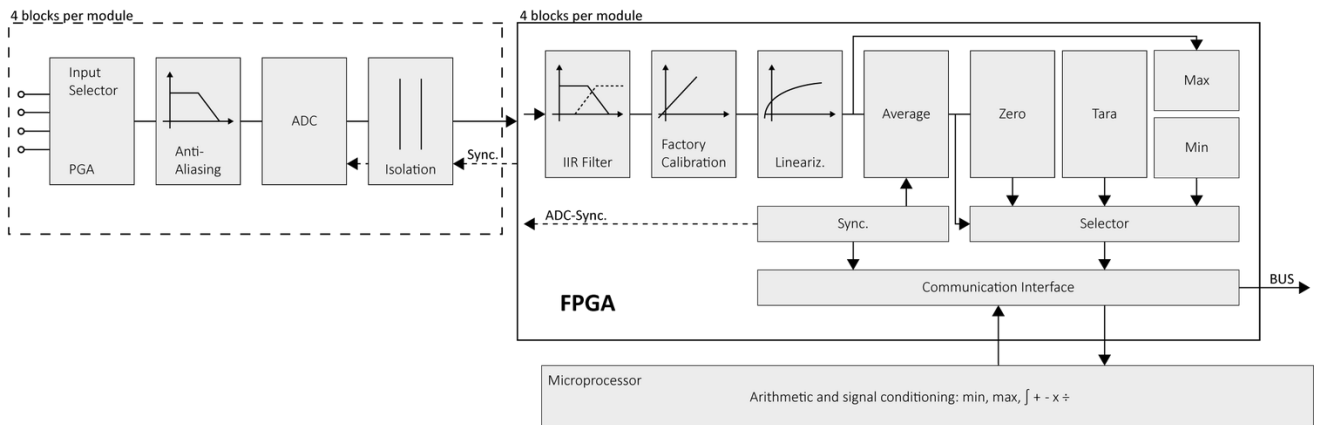 4 blocks per module
Input
Selector
PGA
Anti-
Aliasing
ADC
Isolation
Sync.
4 blocks per module
IIR Filter
Factory
Calibration
Lineariz.
Average
Zero
Tara
Max
Min
ADC-Sync.
Sync.
Selector
Communication Interface
BUS
FPGA
Microprocessor
Arithmetic and signal conditioning: min, max, ∫ + - x ÷